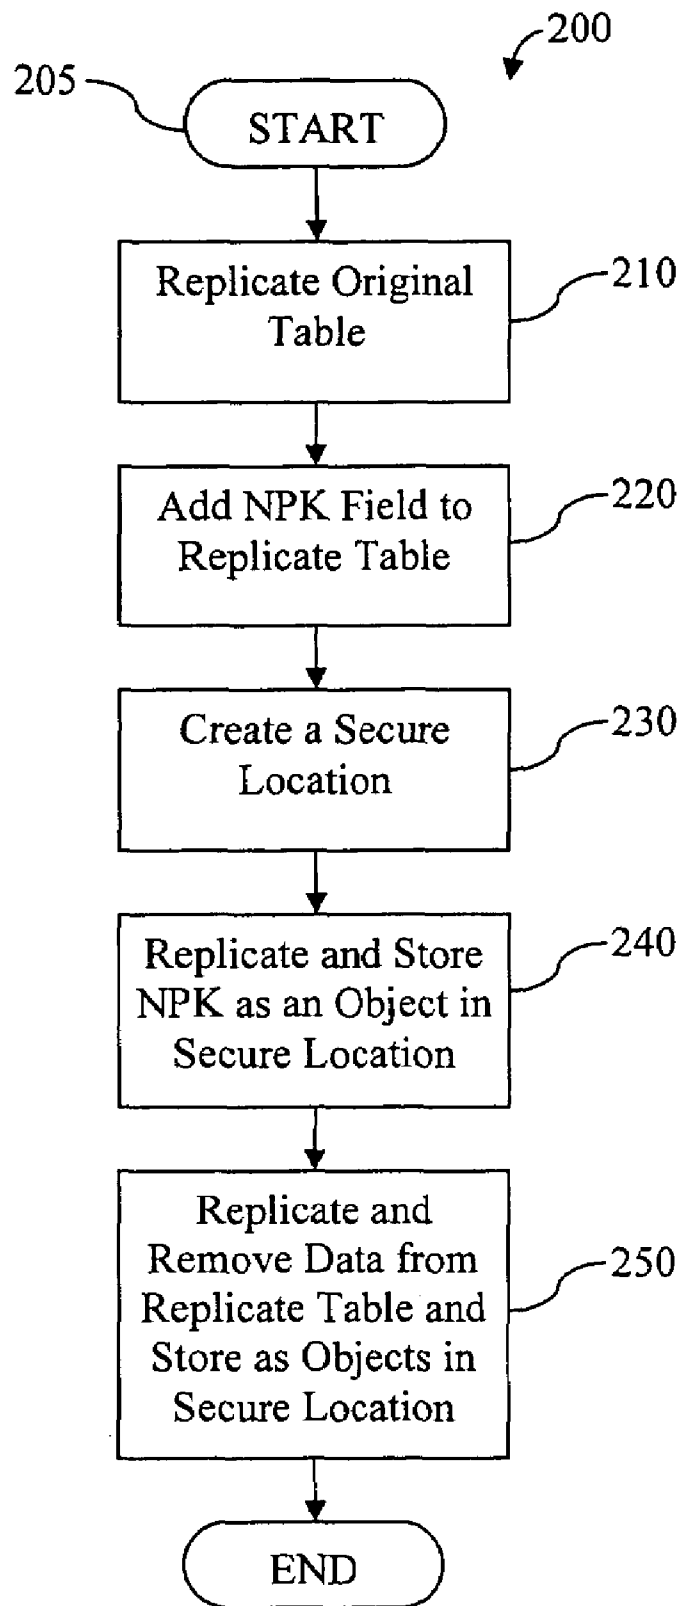 200
205
START
Replicate Original
Table
210
Add NPK Field to
Replicate Table
220
Create a Secure
Location
230
Replicate and Store
NPK as an Object in
Secure Location
240
Replicate and
Remove Data from
Replicate Table and
Store as Objects in
Secure Location
250
END